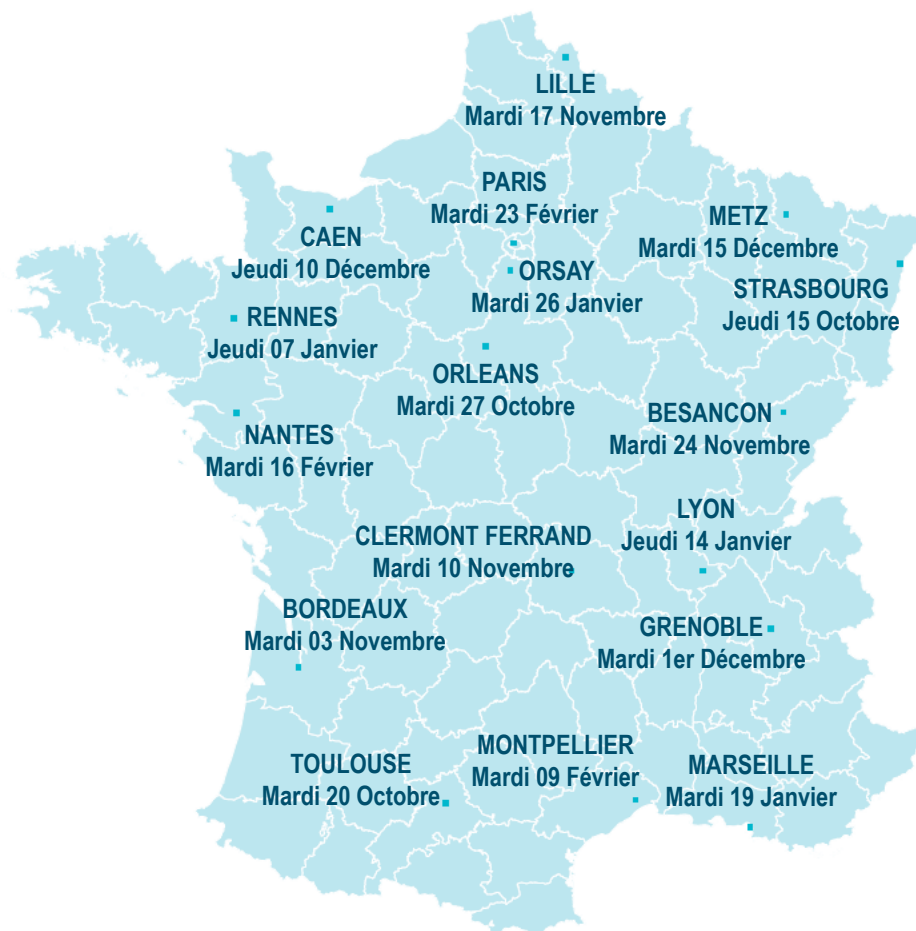 LILLE
Mardi 17 Novembre
PARIS
Mardi 23 Février
CAEN
Jeudi 10 Décembre
METZ
Mardi 15 Décembre
ORSAY
Mardi 26 Janvier
STRASBOURG
Jeudi 15 Octobre
RENNES
Jeudi 07 Janvier
ORLEANS
Mardi 27 Octobre
BESANCON
Mardi 24 Novembre
NANTES
Mardi 16 Février
LYON
Jeudi 14 Janvier
CLERMONT FERRAND
Mardi 10 Novembre
BORDEAUX
Mardi 03 Novembre
GRENOBLE
Mardi 1er Décembre
MONTPELLIER
Mardi 09 Février
TOULOUSE
Mardi 20 Octobre
MARSEILLE
Mardi 19 Janvier